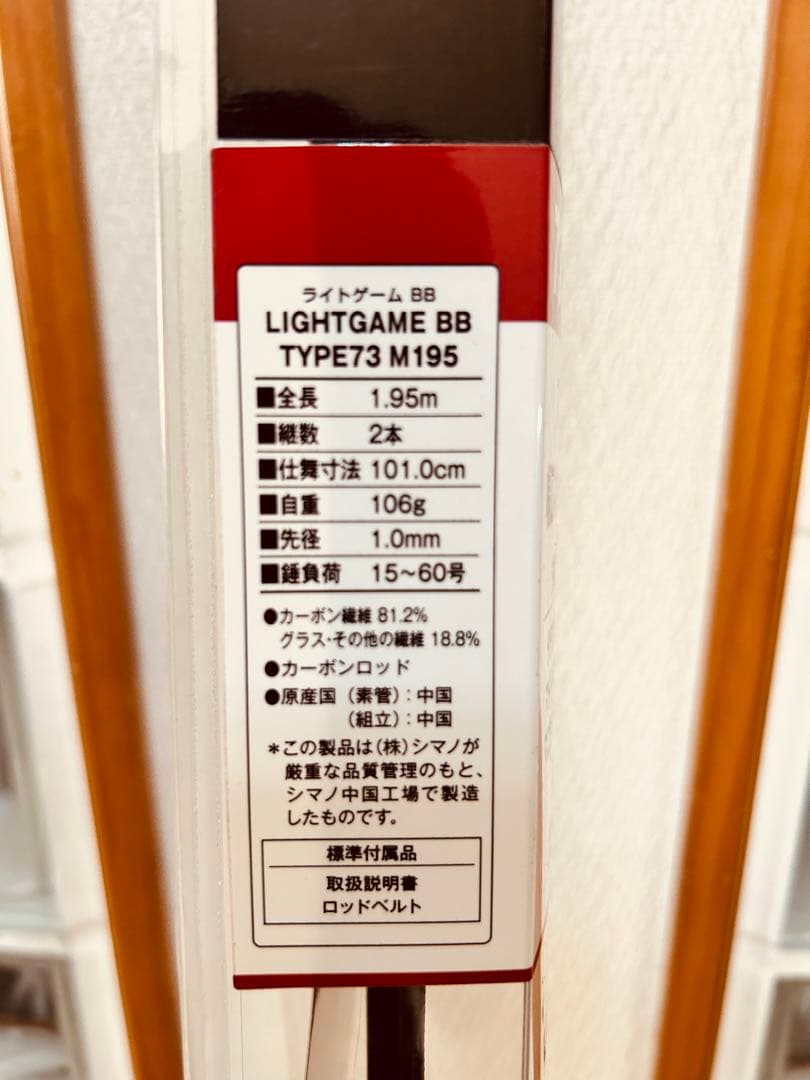 ライトゲーム BB
LIGHTGAME BB
TYPE73 M195
■全長 1.95m
■継数 2本
■仕舞寸法 101.0cm
■自重 106g
■先径 1.0mm
■錘負荷 15~60号
●カーボン繊維 81.2%
グラス・その他の繊維 18.8%
●カーボンロッド
●原産国(素管):中国
(組立):中国
*この製品は(株)シマノが
厳重な品質管理のもと、
シマノ中国工場で製造
したものです。
標準付属品
取扱説明書
ロッドベルト